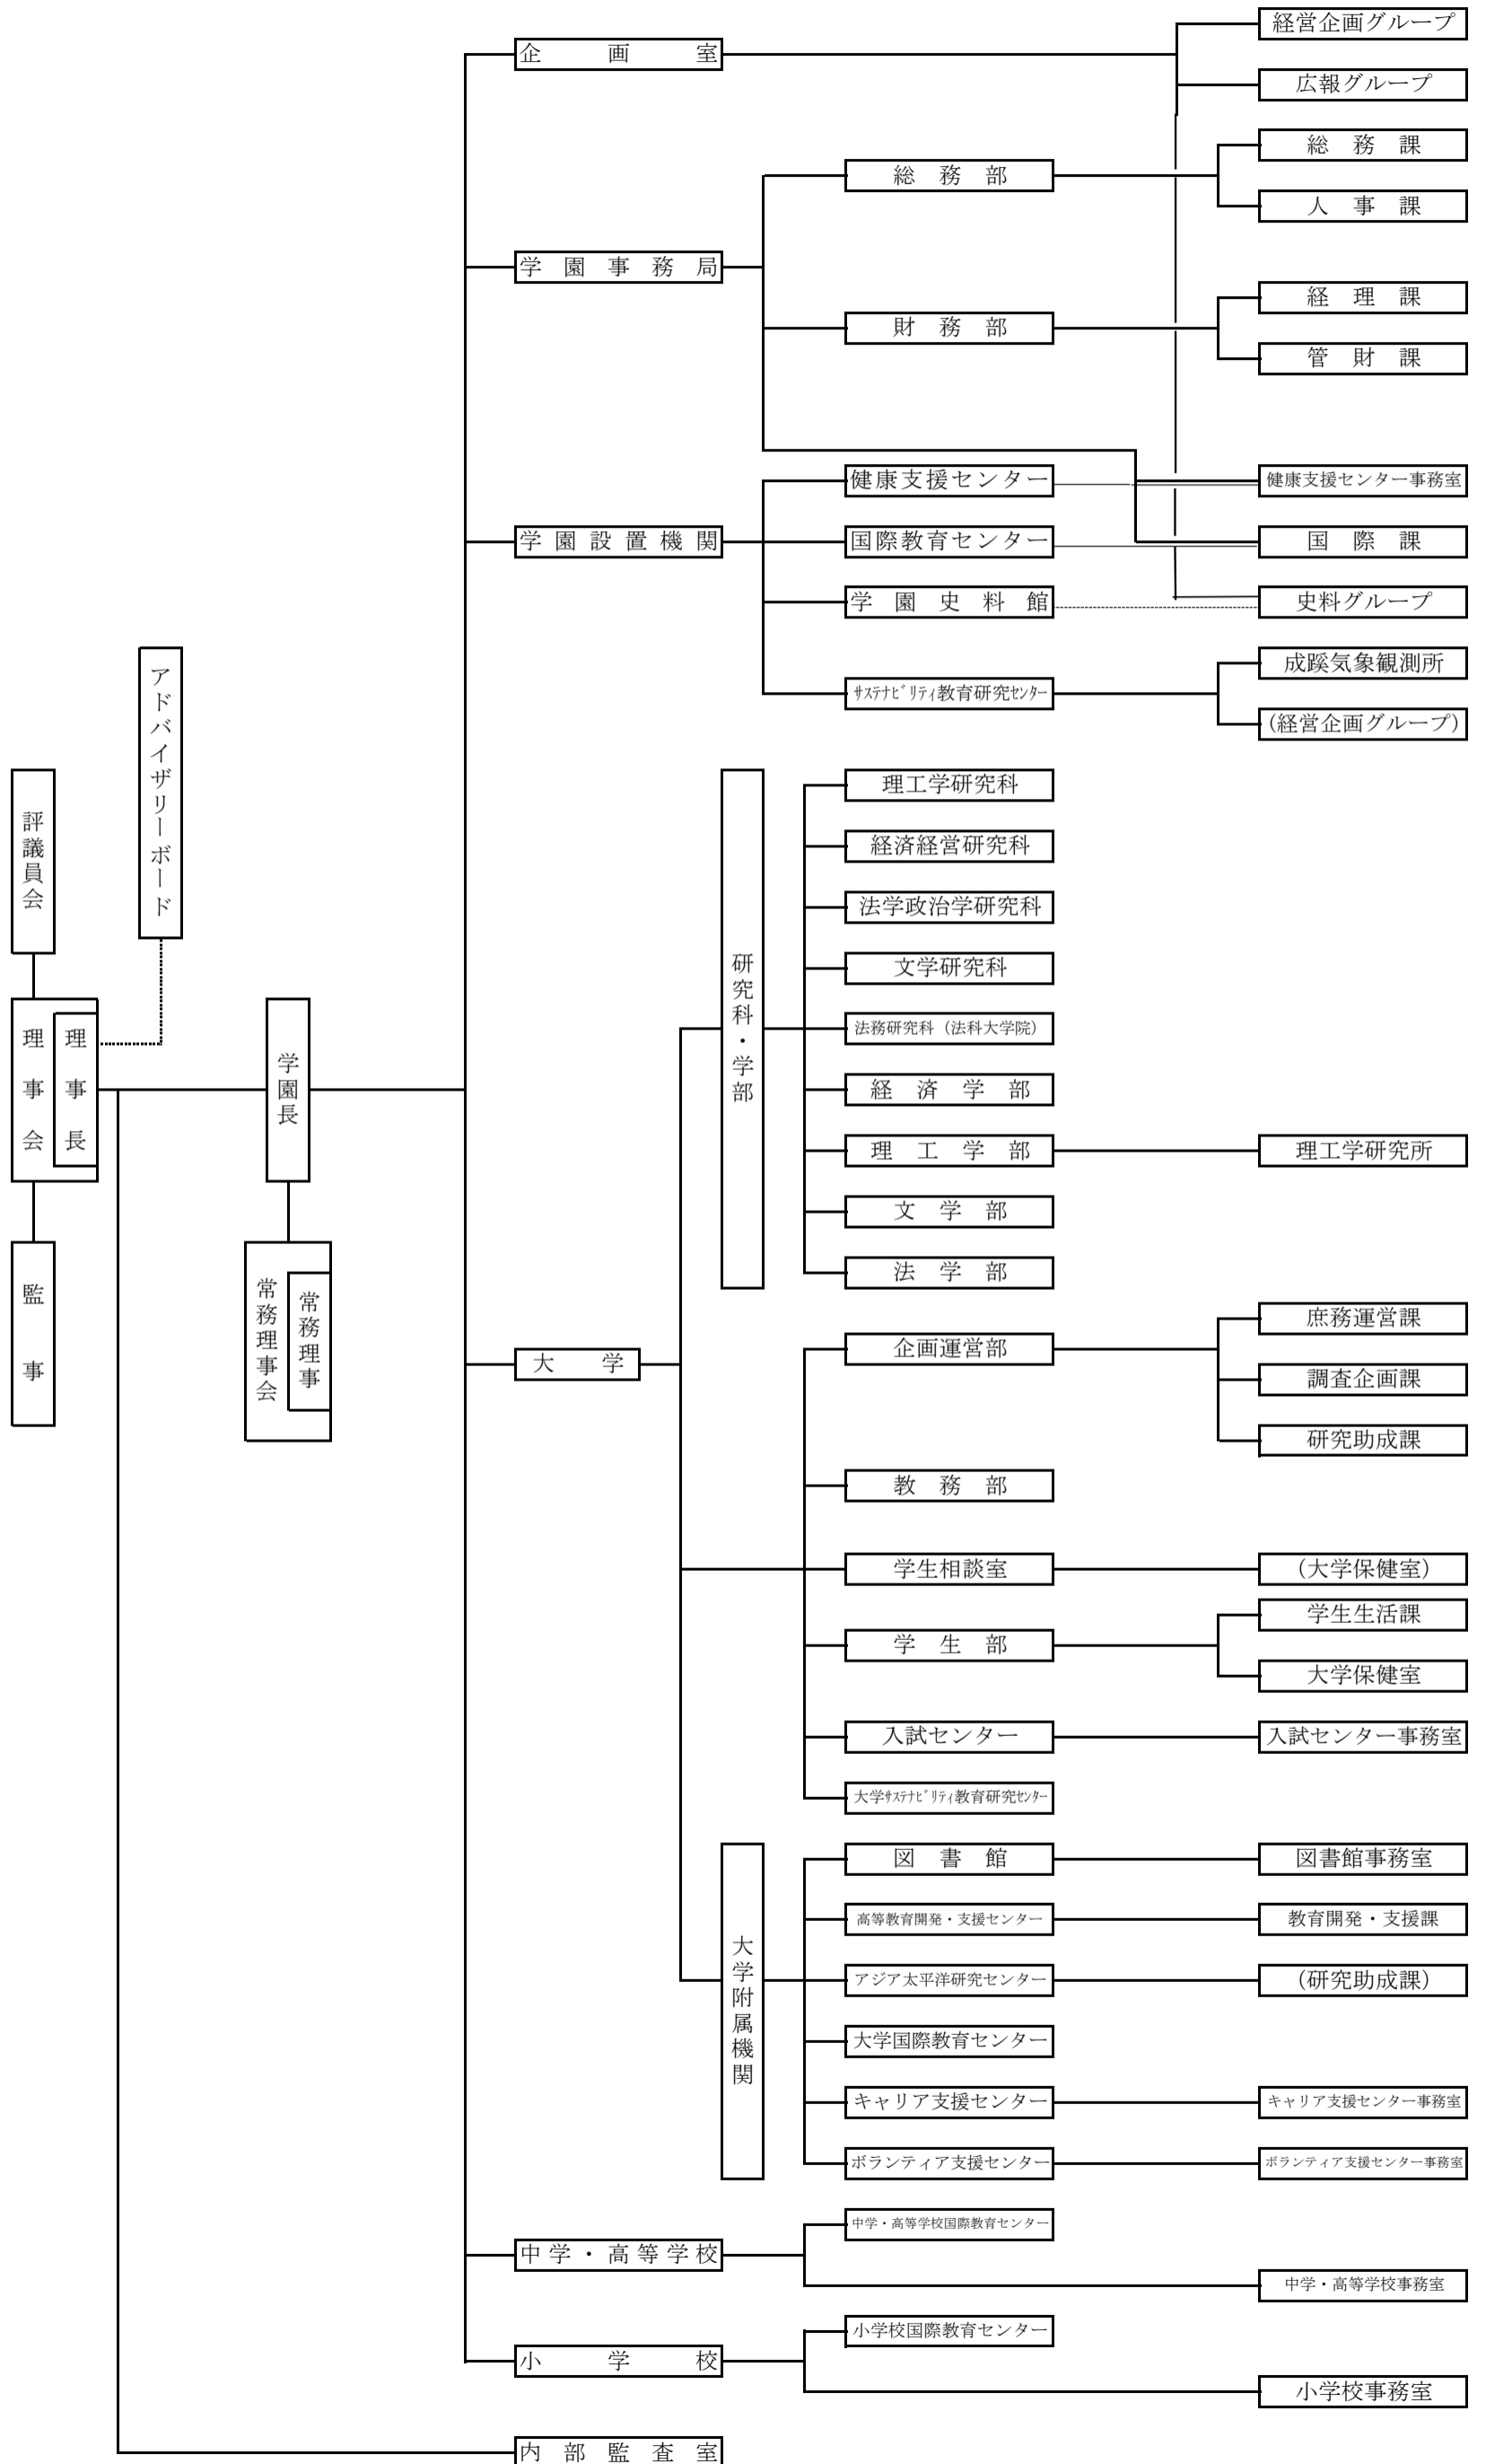 経営企画グループ
企画室
広報グループ
総務課
総務部
人事課
学園事務局
経理課
財務部
管財課
健康支援センター
健康支援センター事務室
学園設置機関
国際教育センター
国際課
学園史料館
史料グループ
成蹊気象観測所
ｻｽﾃﾅﾋﾞﾘﾃｨ教育研究ｾﾝﾀｰ
(経営企画グループ)
アドバイザリーボード
評議員会
理事会
理事長
監事
学園長
常務理事会
常務理事
研究科・学部
理工学研究科
経済経営研究科
法学政治学研究科
文学研究科
法務研究科（法科大学院）
経済学部
理工学部
理工学研究所
文学部
法学部
大学
企画運営部
庶務運営課
調査企画課
研究助成課
教務部
学生相談室
（大学保健室）
学生部
学生生活課
大学保健室
入試センター
入試センター事務室
大学ｻｽﾃﾅﾋﾞﾘﾃｨ教育研究ｾﾝﾀｰ
大学附属機関
図書館
図書館事務室
高等教育開発・支援センター
教育開発・支援課
アジア太平洋研究センター
（研究助成課）
大学国際教育センター
キャリア支援センター
キャリア支援センター事務室
ボランティア支援センター
ボランティア支援センター事務室
中学・高等学校国際教育センター
中学・高等学校
中学・高等学校事務室
小学校国際教育センター
小学校
小学校事務室
内部監査室